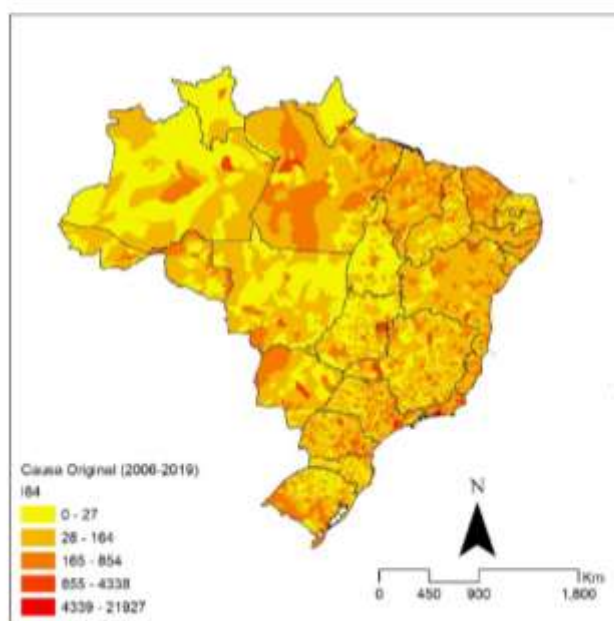 Causa Original (2006-2019)
I64
0 - 27
28 - 164
165 - 854
855 - 4338
4339 - 21927
N
Km
0 450 900 1,800